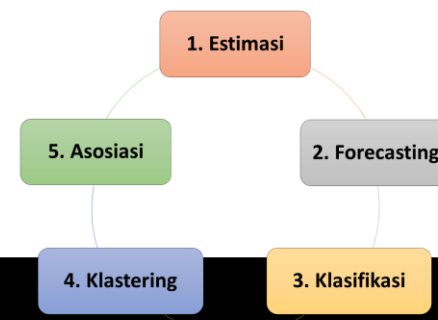 1. Estimasi
2. Forecasting
3. Klasifikasi
4. Klastering
5. Asosiasi